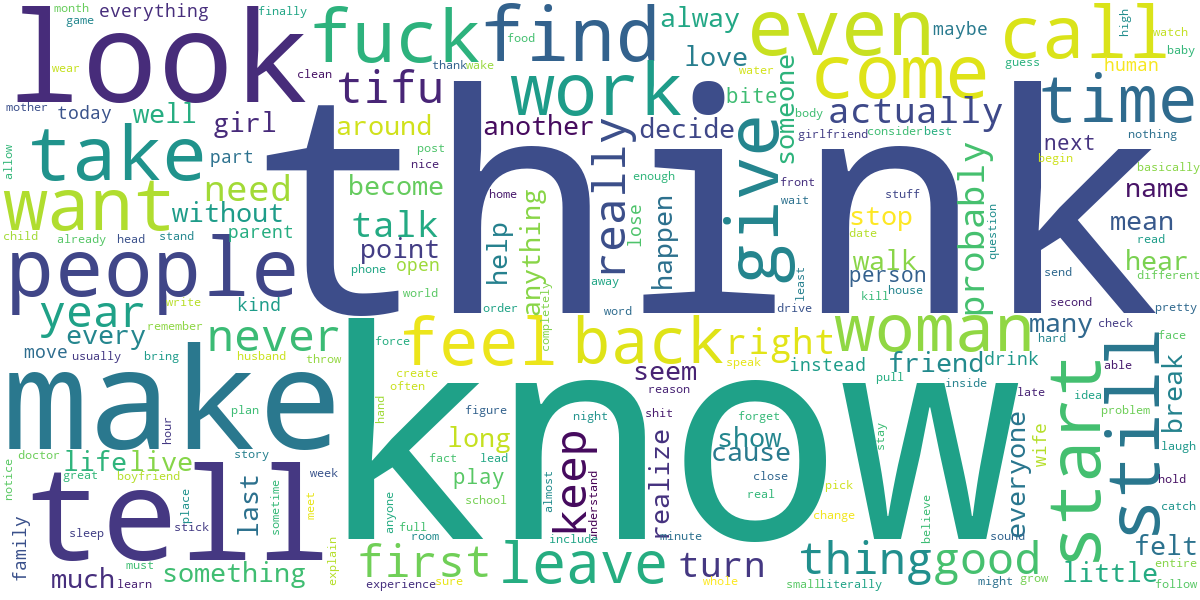 month
game
everything
finally
look
fuck
find
alway
even
maybe
call
high
watch
baby
wear
clean
thank
wake
food
love
guess
human
mother
today
well
girl
tifu
work
water
bite
someone
come
actually
time
body
around
another
decide
girlfriend
consider
best
next
nothing
allow
take
part
post
nice
think
begin
basically
want
need
become
home
enough
front
stuff
name
without
anything
really
wait
give
stop
probably
mean
child
already
head
stand
parent
talk
point
help
lose
happen
date
question
read
people
phone
open
walk
hear
person
different
world
away
least
kill
house
send
write
year
kind
order
word
drive
second
pretty
every
remember
never
force
feel
completely
back
right
woman
many
check
move
usually
bring
husband
throw
speak
instead
friend
drink
hard
face
still
make
create
often
seem
reason
pull
inside
late
able
start
break
know
hand
figure
night
shit
forget
idea
plan
hour
story
long
show
cause
stay
everyone
wife
problem
laugh
notice
doctor
life
live
fact
lead
keep
realize
close
great
boyfriend
week
play
almost
understand
real
pick
hold
tell
last
sometime
meet
school
change
catch
place
anyone
believe
family
sleep
stick
full
room
include
minute
sound
felt
much
must
learn
something
explain
first
experience
sure
leave
turn
whole
thing
small
literally
good
might
grow
little
entire
follow